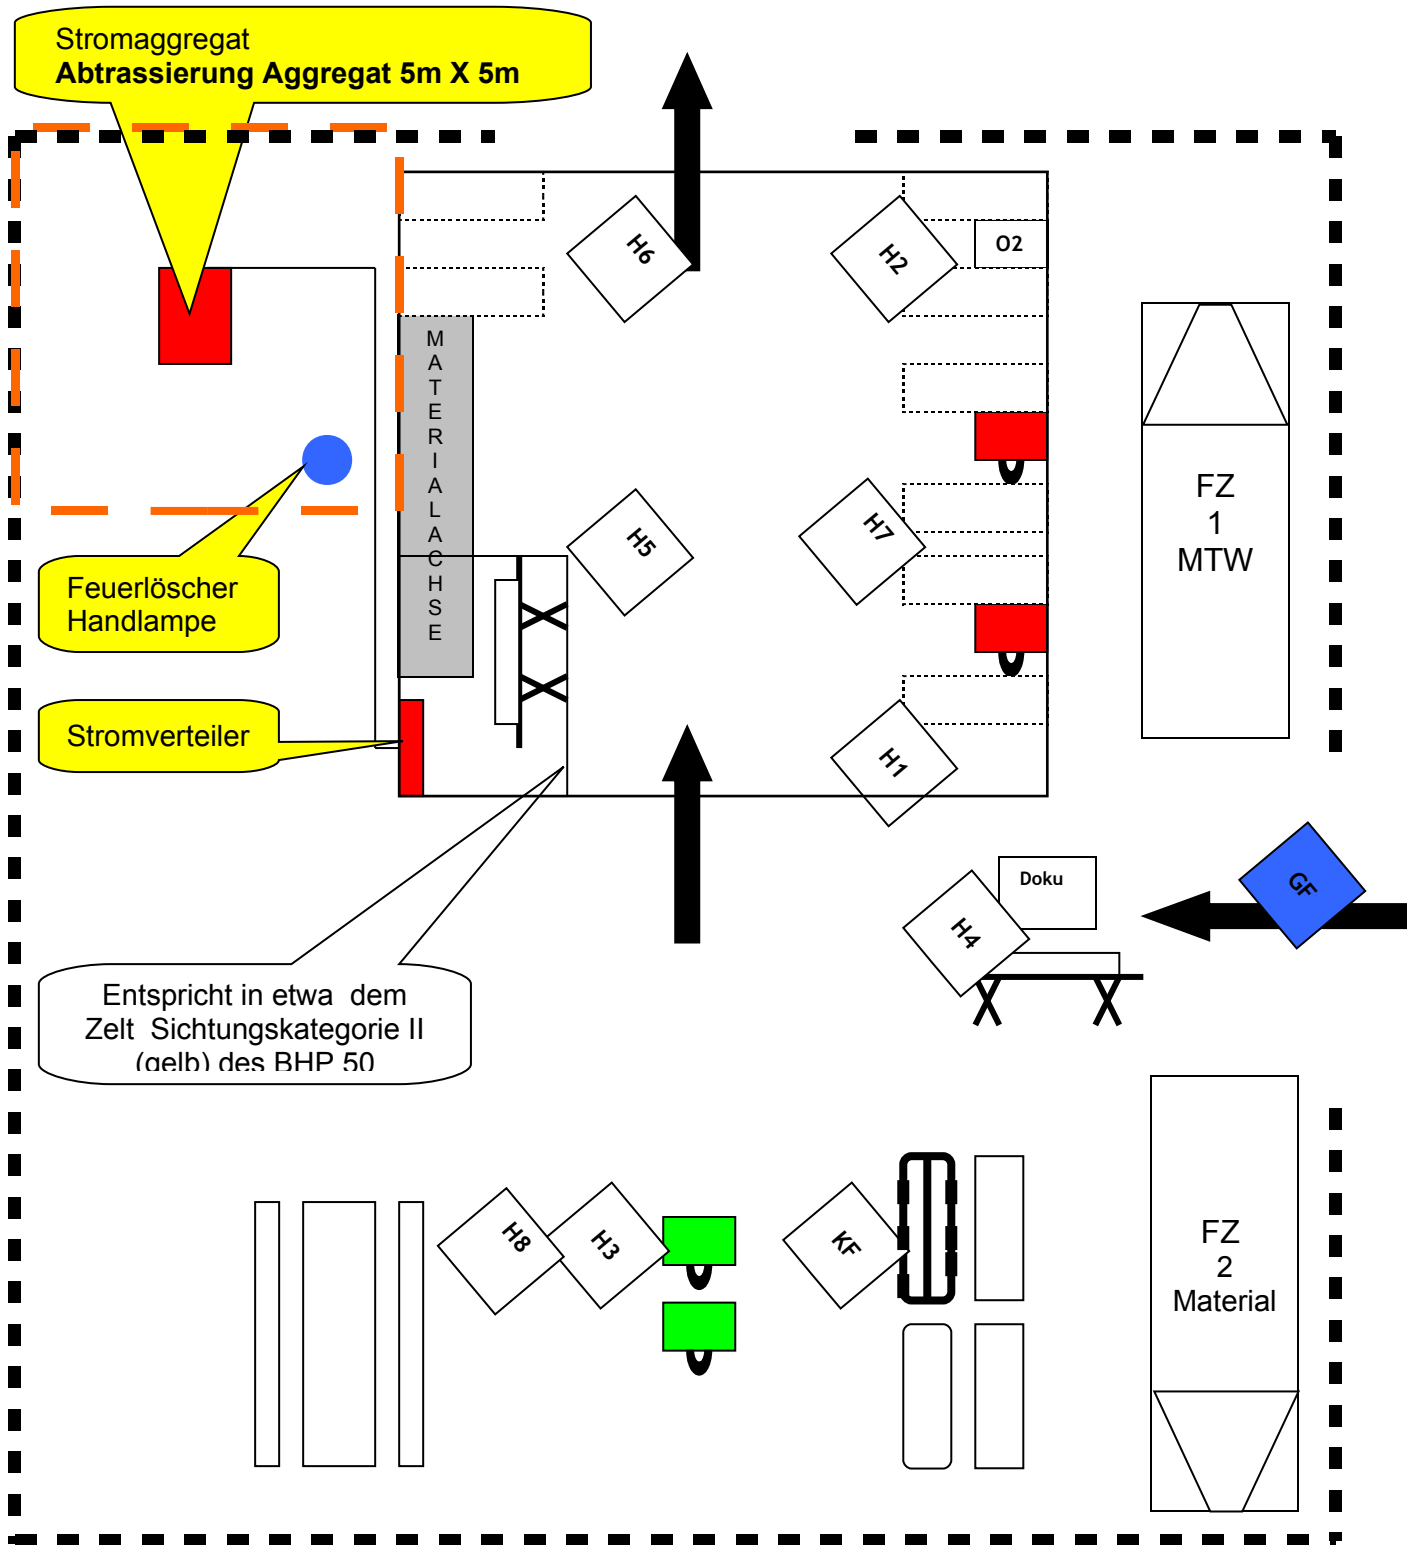 Stromaggregat
Abtrassierung Aggregat 5m X 5m
H6
H2
O2
MATERIALACHSE
FZ
1
MTW
H5
H7
Feuerlöscher
Handlampe
Stromverteiler
H1
GF
Doku
H4
Entspricht in etwa dem
Zelt Sichtungskategorie II
(gelb) des BHP 50
H8
H3
KF
FZ
2
Material